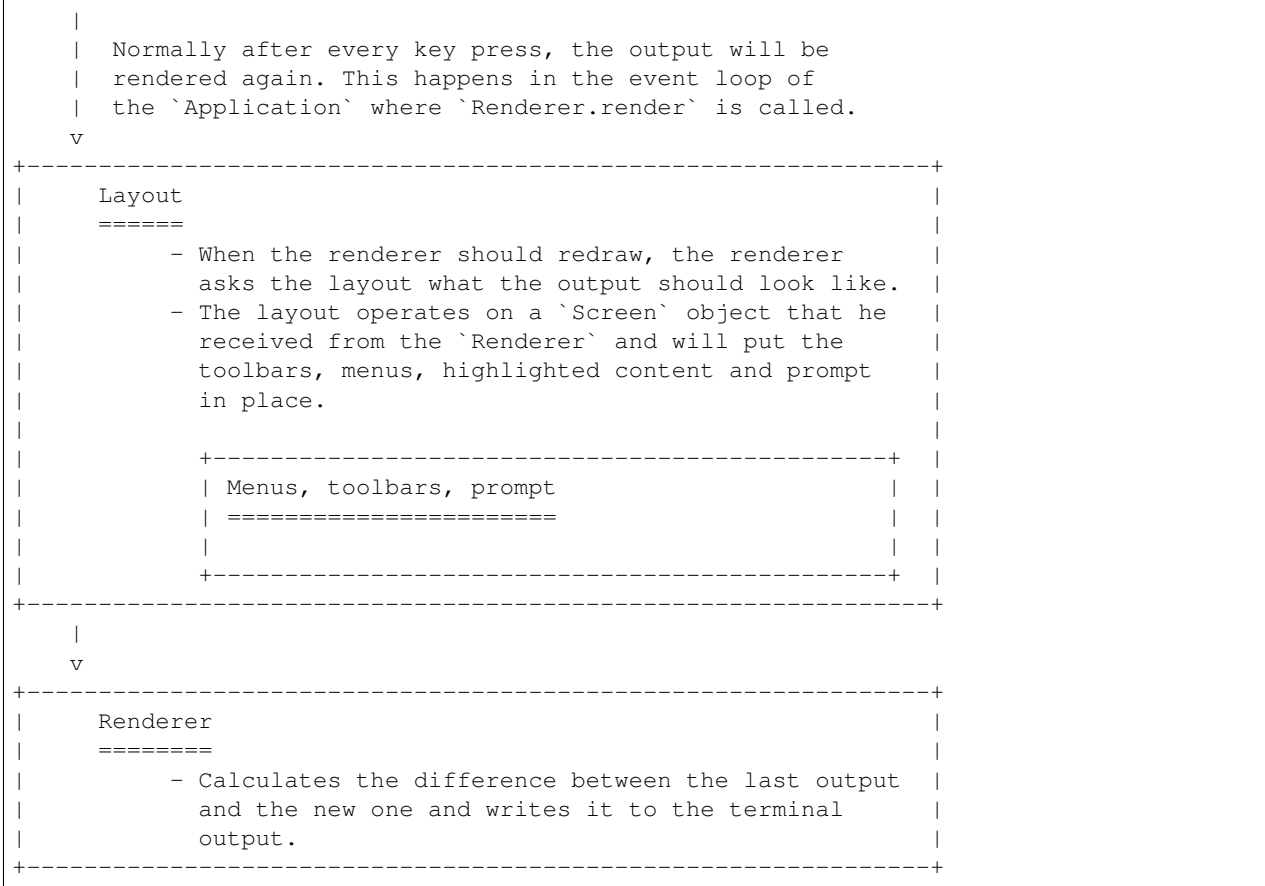 |
| Normally after every key press, the output will be
| rendered again. This happens in the event loop of
| the `Application` where `Renderer.render` is called.
v
+---------------------------------------------------------------+
| Layout |
| ====== |
| - When the renderer should redraw, the renderer |
| asks the layout what the output should look like. |
| - The layout operates on a `Screen` object that he |
| received from the `Renderer` and will put the |
| toolbars, menus, highlighted content and prompt |
| in place. |
| |
| +-----------------------------------------------+ |
| | Menus, toolbars, prompt | |
| | ======================= | |
| | | |
| +-----------------------------------------------+ |
+---------------------------------------------------------------+
|
v
+---------------------------------------------------------------+
| Renderer |
| ======== |
| - Calculates the difference between the last output |
| and the new one and writes it to the terminal |
| output. |
+---------------------------------------------------------------+